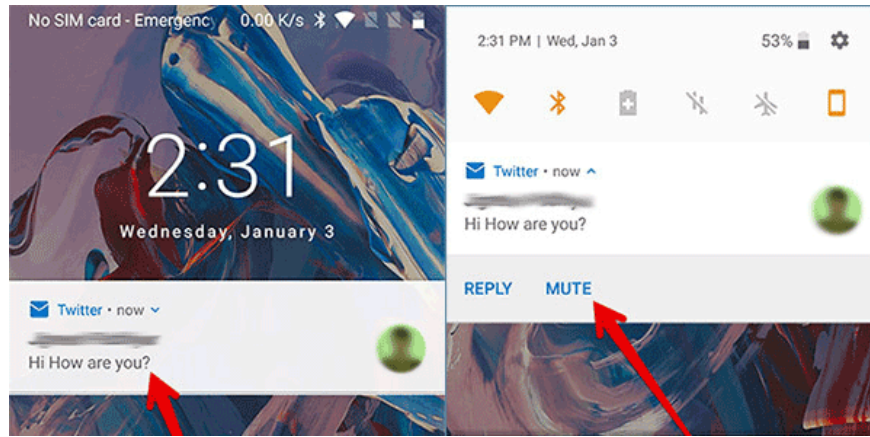 No SIM card - Emergency 0.00 K/s
2:31
Wednesday, January 3
Twitter • now
Hi How are you?
2:31 PM | Wed, Jan 3 53%
Twitter • now
Hi How are you?
REPLY MUTE